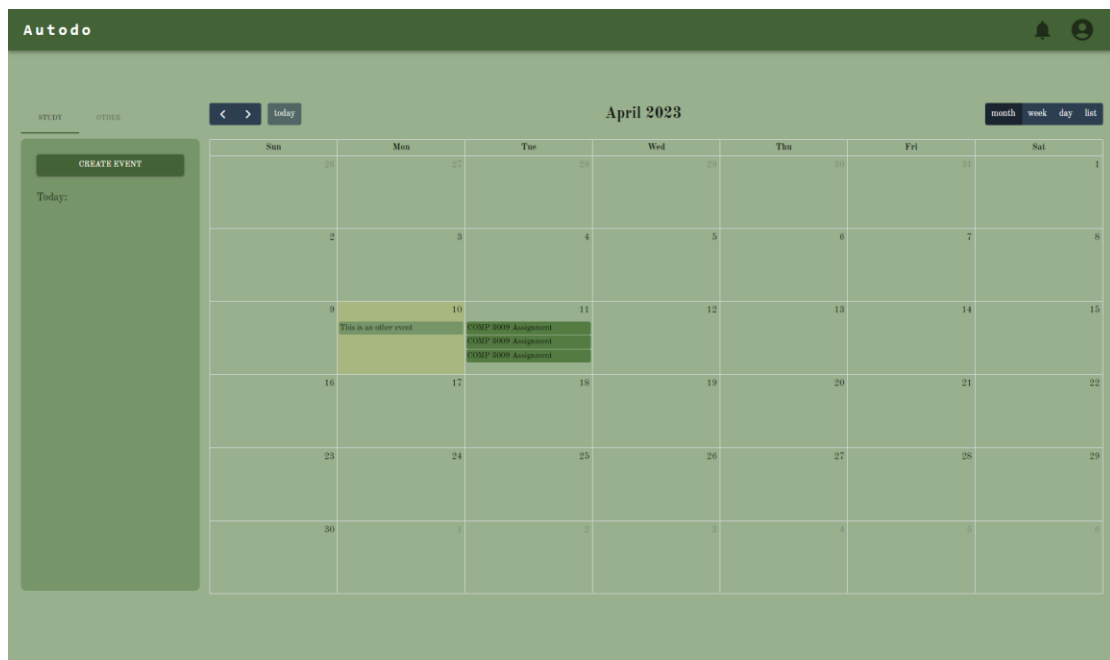 Autodo
STUDY OTHER
today
April 2023
month week day list
CREATE EVENT
Today:
Sun Mon Tue Wed Thu Fri Sat
26 27 28 29 30 31 1
2 3 4 5 6 7 8
9 10 11 12 13 14 15
This is an other event
COMP 3009 Assignment
COMP 3009 Assignment
COMP 3009 Assignment
16 17 18 19 20 21 22
23 24 25 26 27 28 29
30 1 2 3 4 5 6